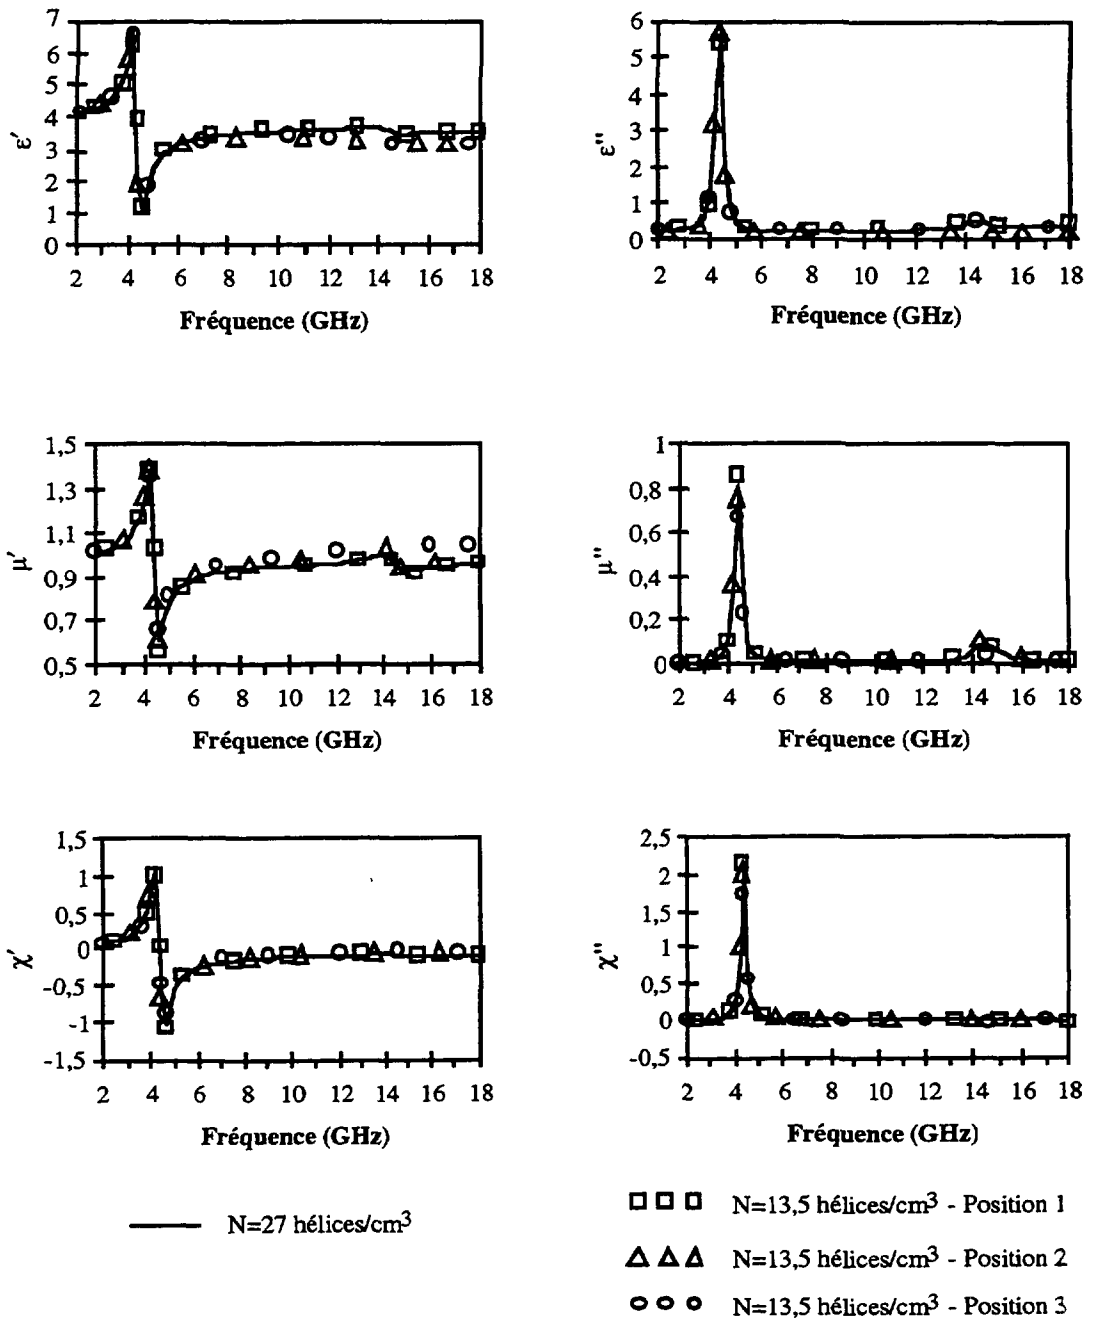 7
6
5
4
3
2
1
0
ε'
2 4 6 8 10 12 14 16 18
Fréquence (GHz)
6
5
4
3
2
1
0
ε''
2 4 6 8 10 12 14 16 18
Fréquence (GHz)
1,5
1,3
1,1
0,9
0,7
0,5
μ'
2 4 6 8 10 12 14 16 18
Fréquence (GHz)
1
0,8
0,6
0,4
0,2
0
μ''
2 4 6 8 10 12 14 16 18
Fréquence (GHz)
1,5
1
0,5
0
-0,5
-1
-1,5
χ'
2 4 6 8 10 12 14 16 18
Fréquence (GHz)
2,5
2
1,5
1
0,5
0
-0,5
χ''
2 4 6 8 10 12 14 16 18
Fréquence (GHz)
N=27 hélices/cm³
N=13,5 hélices/cm³ - Position 1
N=13,5 hélices/cm³ - Position 2
N=13,5 hélices/cm³ - Position 3